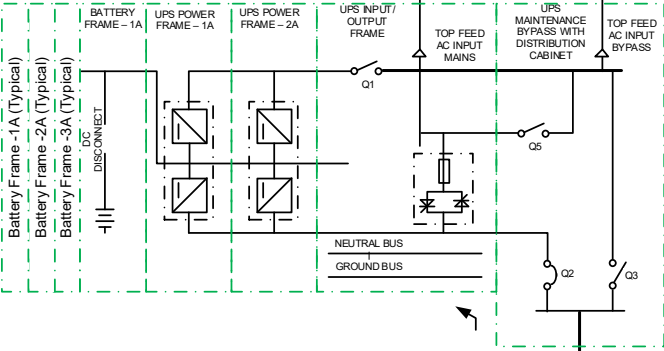 BATTERY
FRAME – 1A
UPS POWER
FRAME – 1A
UPS POWER
FRAME – 2A
UPS INPUT/
OUTPUT
FRAME
TOP FEED
AC INPUT
MAINS
UPS
MAINTENANCE
BYPASS WITH
DISTRIBUTION
CABINET
TOP FEED
AC INPUT
BYPASS
Battery Frame -1A (Typical)
Battery Frame -2A (Typical)
Battery Frame -3A (Typical)
DC
DISCONNECT
Q1
Q5
NEUTRAL BUS
GROUND BUS
Q2
Q3